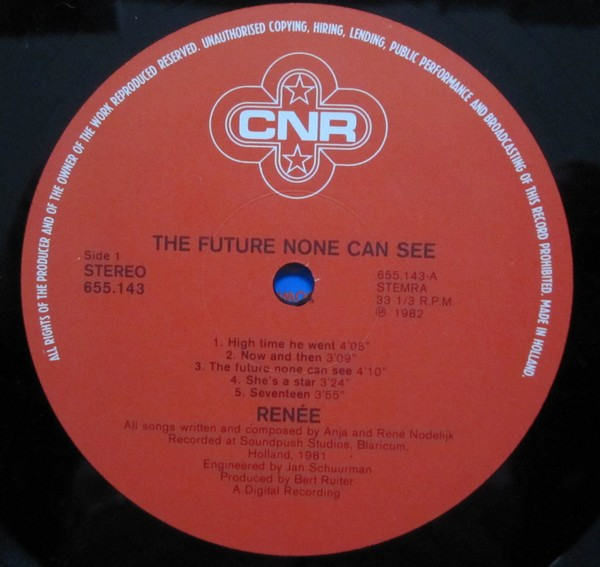 ALL RIGHTS OF THE PRODUCER AND OF THE OWNER OF THE WORK REPRODUCED RESERVED. UNAUTHORISED COPYING, HIRING, LENDING, PUBLIC PERFORMANCE AND BROADCASTING OF THIS RECORD PROHIBITED. MADE IN HOLLAND.
CNR
THE FUTURE NONE CAN SEE
Side 1
STEREO
655.143
655.143-A
STEMRA
33 1/3 R.P.M
Ⓟ 1982
1. High time he went 4'05"
2. Now and then 3'09"
3. The future none can see 4'10"
4. She's a star 3'24"
5. Seventeen 3'55"
RENÉE
All songs written and composed by Anja and René Nodelijk
Recorded at Soundpush Studios, Blaricum,
Holland, 1981
Engineered by Jan Schuurman
Produced by Bert Ruiter
A Digital Recording